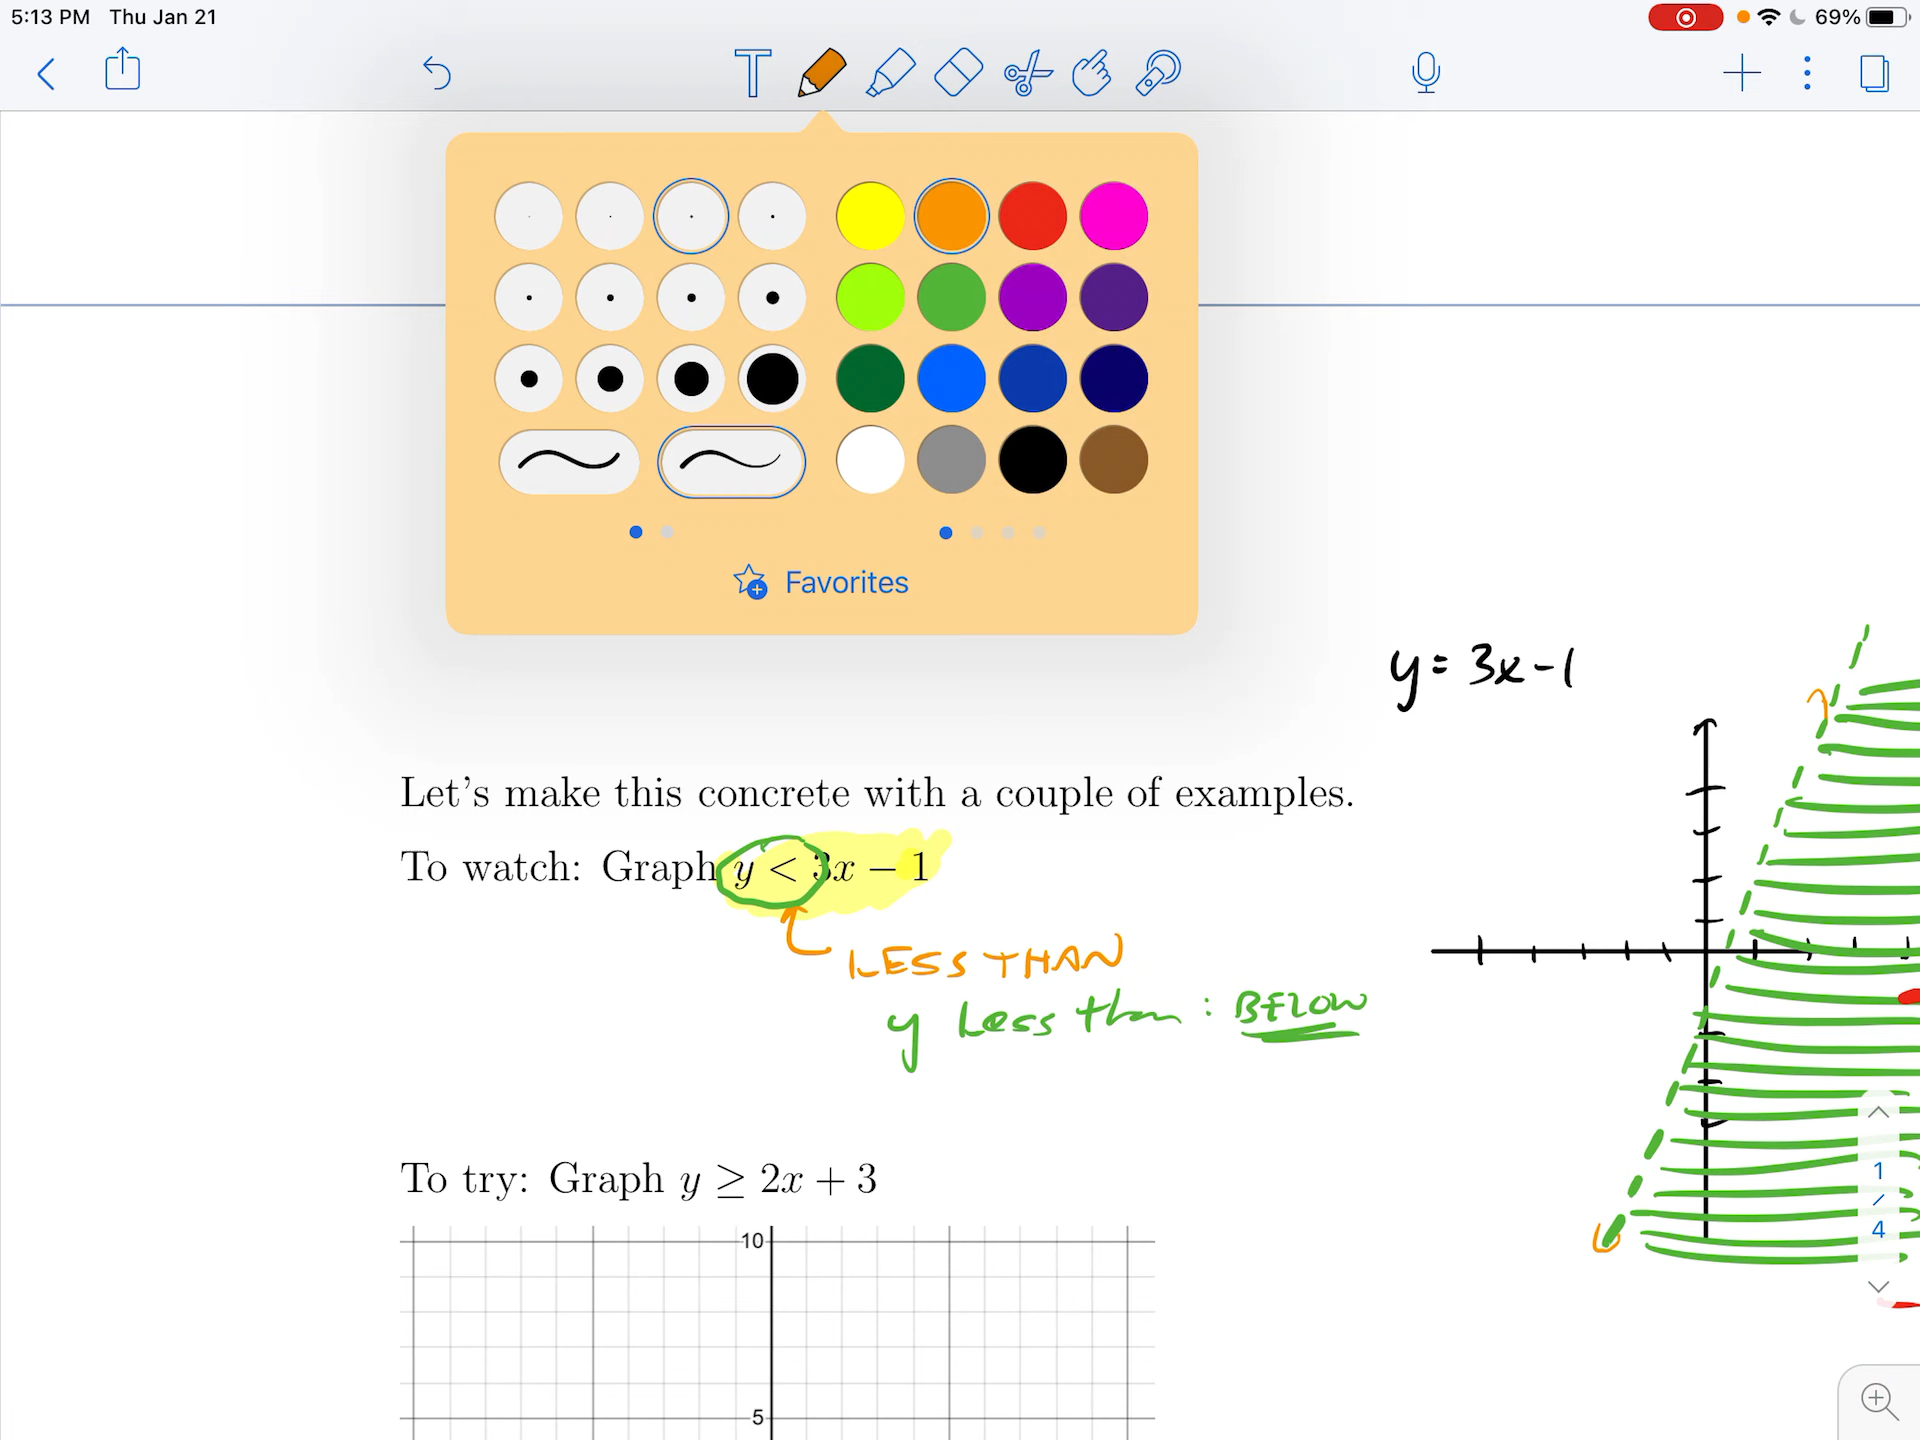 5:13 PM Thu Jan 21
69%
T
Favorites
y = 3x - 1
Let's make this concrete with a couple of examples.
To watch: Graph y < 3x − 1
LESS THAN
y Less than : BELOW
To try: Graph y ≥ 2x + 3
10
5
1
/
4